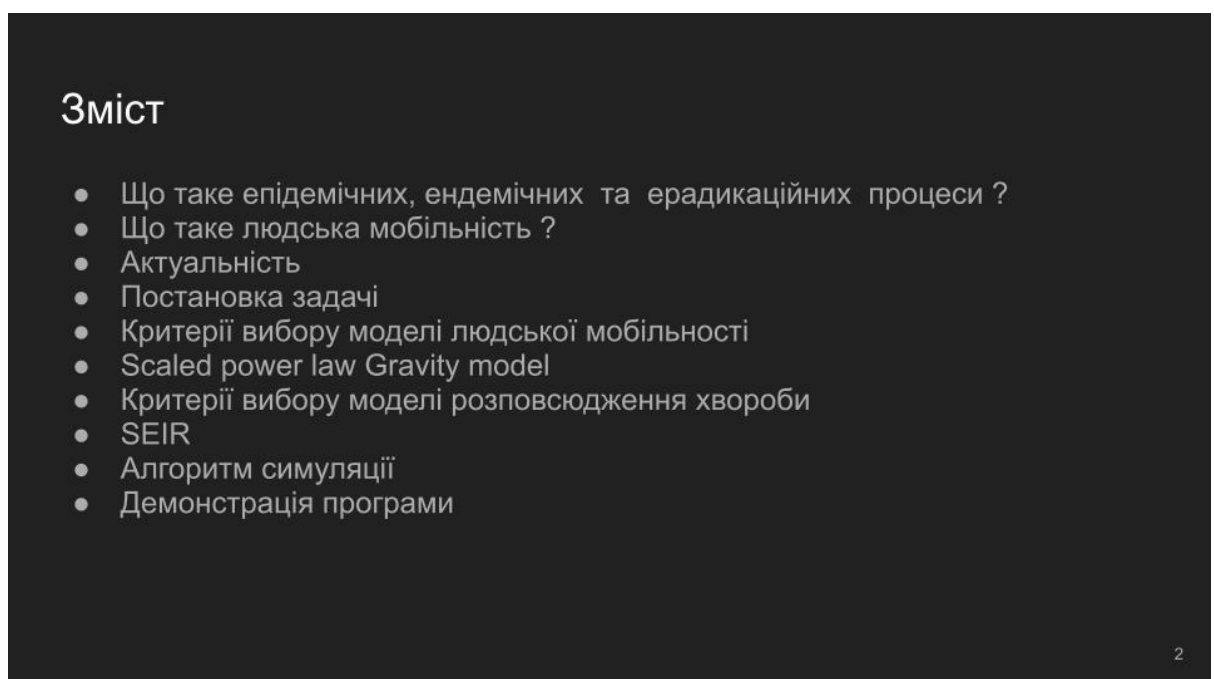 Зміст
● Що таке епідемічних, ендемічних та ерадикаційних процеси ?
● Що таке людська мобільність ?
● Актуальність
● Постановка задачі
● Критерії вибору моделі людської мобільності
● Scaled power law Gravity model
● Критерії вибору моделі розповсюдження хвороби
● SEIR
● Алгоритм симуляції
● Демонстрація програми
2